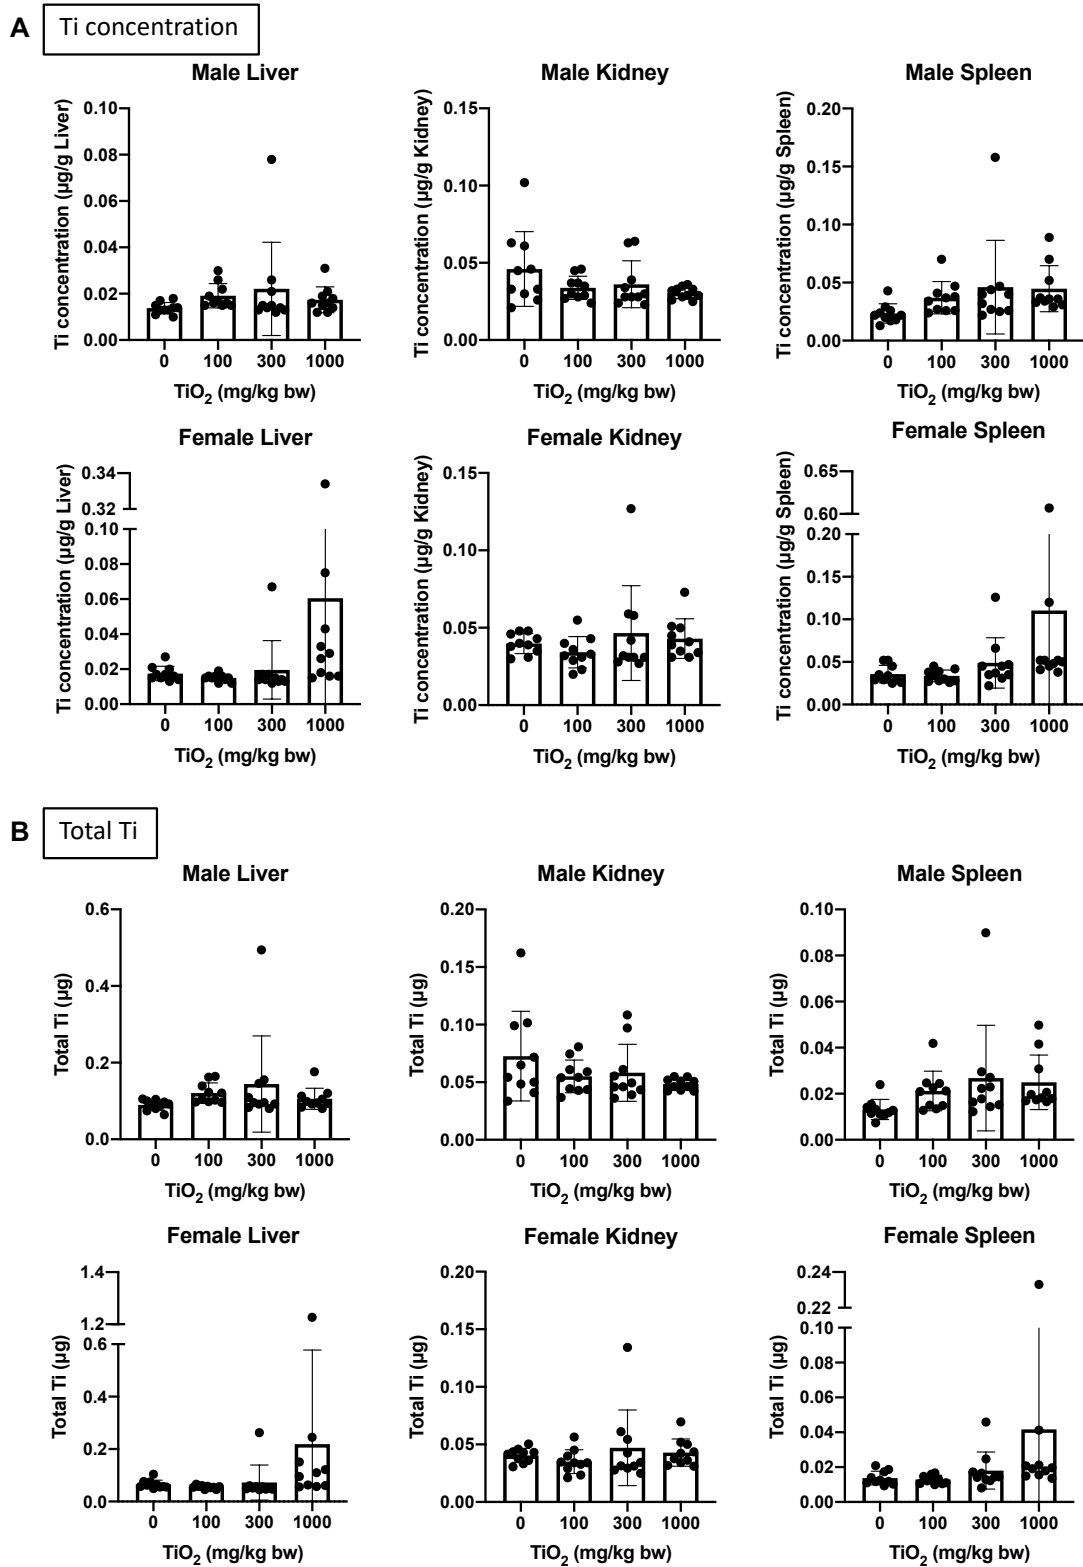 A Ti concentration
Male Liver
Ti concentration (µg/g Liver)
0.10
0.08
0.06
0.04
0.02
0.00
0 100 300 1000
TiO2 (mg/kg bw)
Male Kidney
Ti concentration (µg/g Kidney)
0.15
0.10
0.05
0.00
0 100 300 1000
TiO2 (mg/kg bw)
Male Spleen
Ti concentration (µg/g Spleen)
0.20
0.15
0.10
0.05
0.00
0 100 300 1000
TiO2 (mg/kg bw)
Female Liver
Ti concentration (µg/g Liver)
0.34
0.32
0.10
0.08
0.06
0.04
0.02
0.00
0 100 300 1000
TiO2 (mg/kg bw)
Female Kidney
Ti concentration (µg/g Kidney)
0.15
0.10
0.05
0.00
0 100 300 1000
TiO2 (mg/kg bw)
Female Spleen
Ti concentration (µg/g Spleen)
0.65
0.60
0.20
0.15
0.10
0.05
0.00
0 100 300 1000
TiO2 (mg/kg bw)
B Total Ti
Male Liver
Total Ti (µg)
0.6
0.4
0.2
0.0
0 100 300 1000
TiO2 (mg/kg bw)
Male Kidney
Total Ti (µg)
0.20
0.15
0.10
0.05
0.00
0 100 300 1000
TiO2 (mg/kg bw)
Male Spleen
Total Ti (µg)
0.10
0.08
0.06
0.04
0.02
0.00
0 100 300 1000
TiO2 (mg/kg bw)
Female Liver
Total Ti (µg)
1.4
1.2
0.6
0.4
0.2
0.0
0 100 300 1000
TiO2 (mg/kg bw)
Female Kidney
Total Ti (µg)
0.20
0.15
0.10
0.05
0.00
0 100 300 1000
TiO2 (mg/kg bw)
Female Spleen
Total Ti (µg)
0.24
0.22
0.10
0.08
0.06
0.04
0.02
0.00
0 100 300 1000
TiO2 (mg/kg bw)